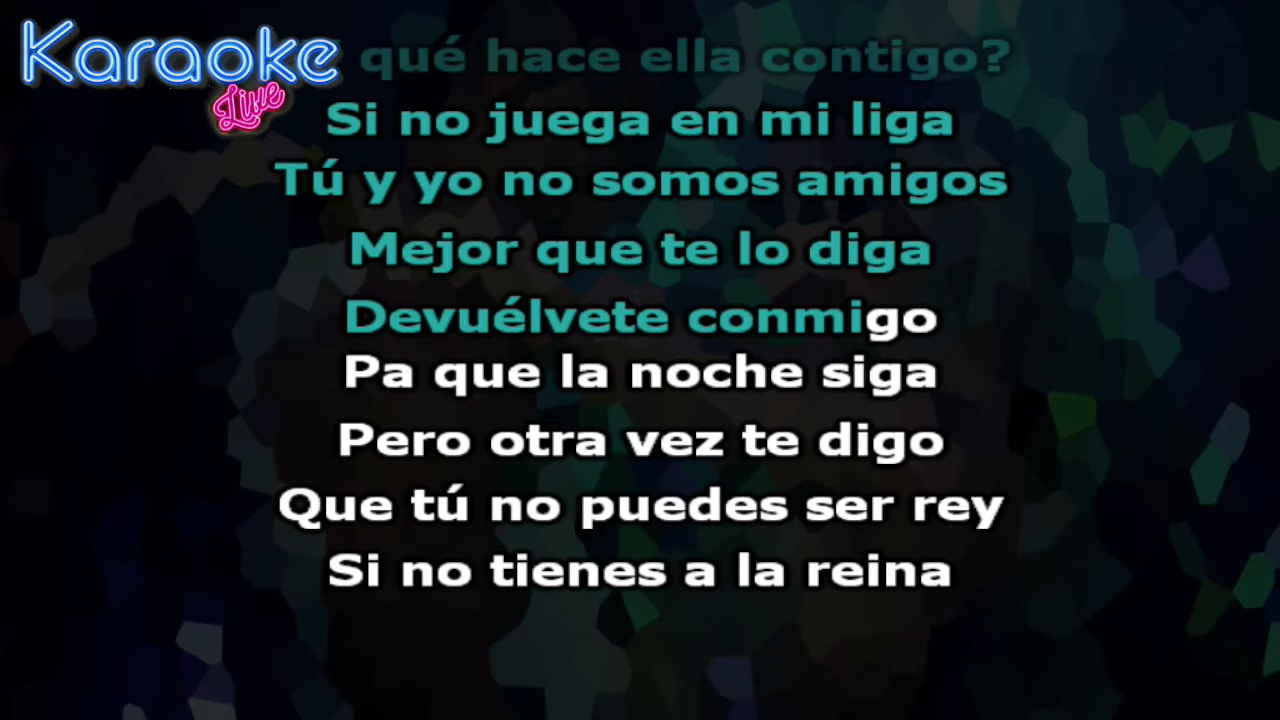 Karaoke
Live
qué hace ella contigo?
Si no juega en mi liga
Tú y yo no somos amigos
Mejor que te lo diga
Devuélvete conmigo
Pa que la noche siga
Pero otra vez te digo
Que tú no puedes ser rey
Si no tienes a la reina